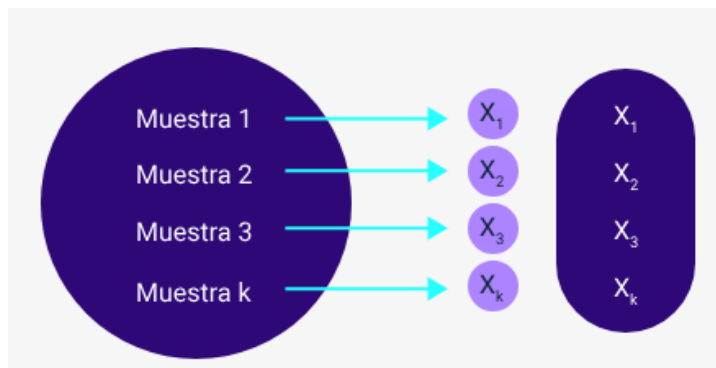 Muestra 1 X₁ X₁
Muestra 2 X₂ X₂
Muestra 3 X₃ X₃
Muestra k Xₖ Xₖ